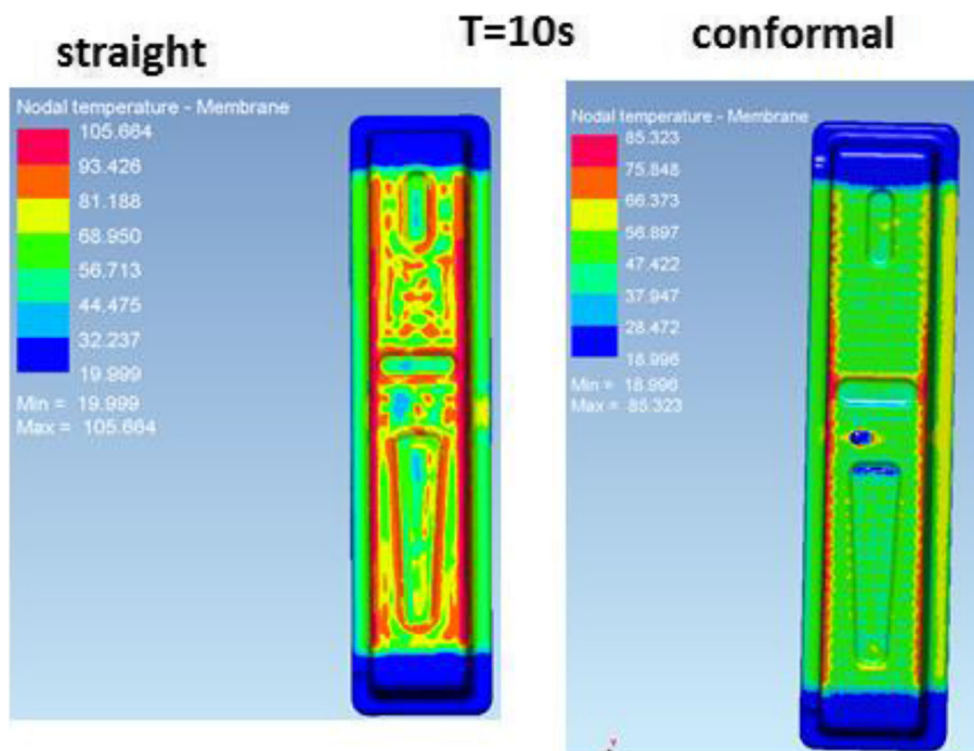 straight
T=10s
conformal
Nodal temperature - Membrane
105.664
93.426
81.188
68.950
56.713
44.475
32.237
19.999
Min = 19.999
Max = 105.664
Nodal temperature - Membrane
85.323
75.848
66.373
56.897
47.422
37.947
28.472
18.996
Min = 18.996
Max = 85.323